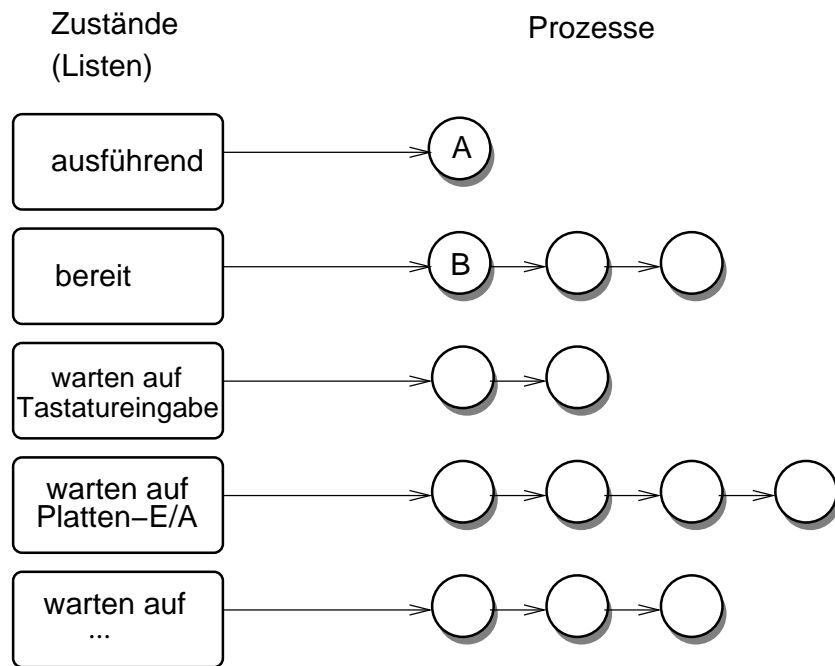 Zustände
(Listen)
Prozesse
ausführend
A
bereit
B
warten auf
Tastatureingabe
warten auf
Platten−E/A
warten auf
...